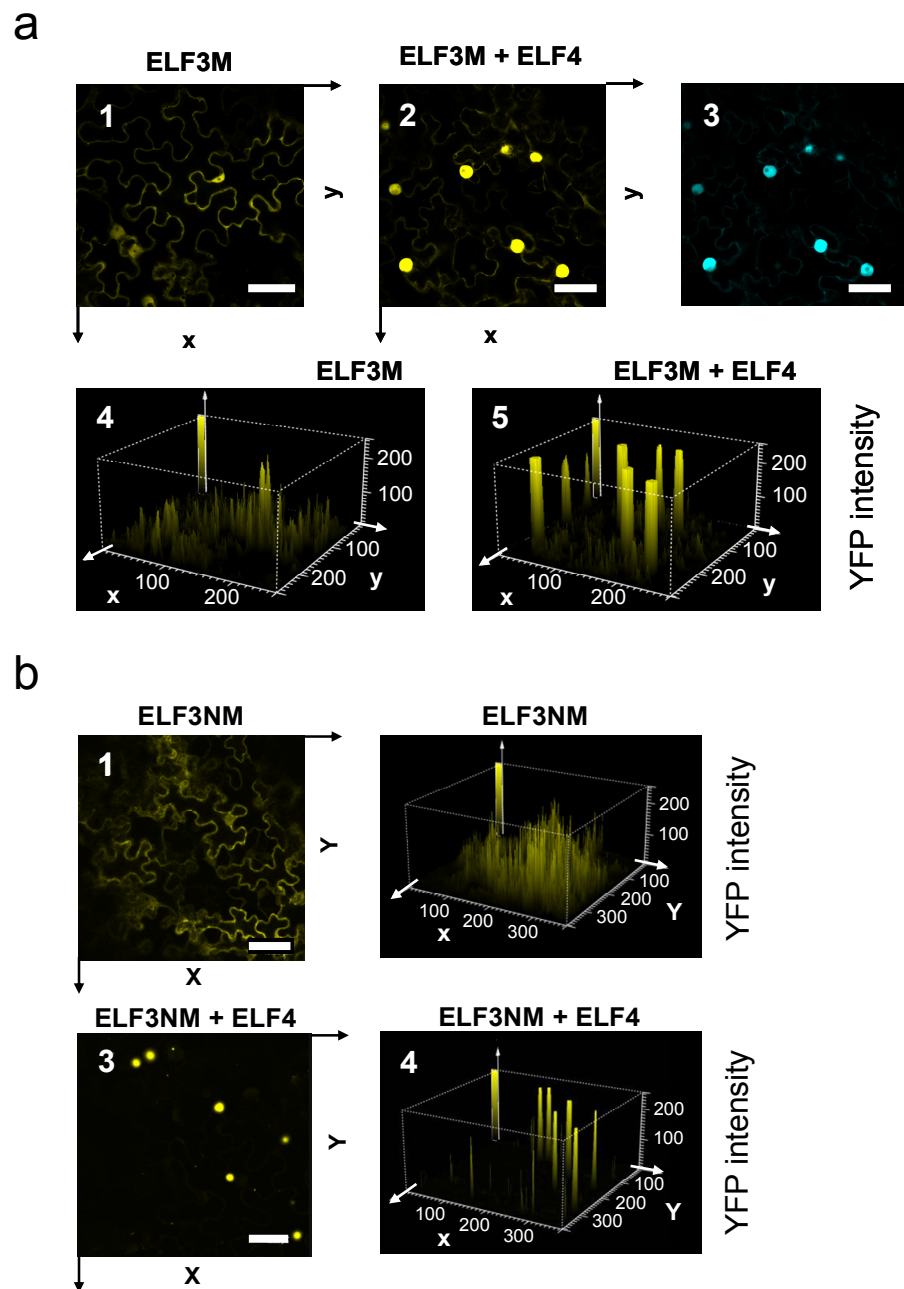 a
ELF3M
ELF3M + ELF4
1
2
3
y
y
x
x
ELF3M
ELF3M + ELF4
4
5
200
100
100
200
x
100
200
y
200
100
100
200
x
100
200
y
YFP intensity
b
ELF3NM
ELF3NM
1
Y
X
200
100
100
200
300
x
100
200
300
Y
YFP intensity
ELF3NM + ELF4
ELF3NM + ELF4
3
4
Y
X
200
100
100
200
300
x
100
200
300
Y
YFP intensity